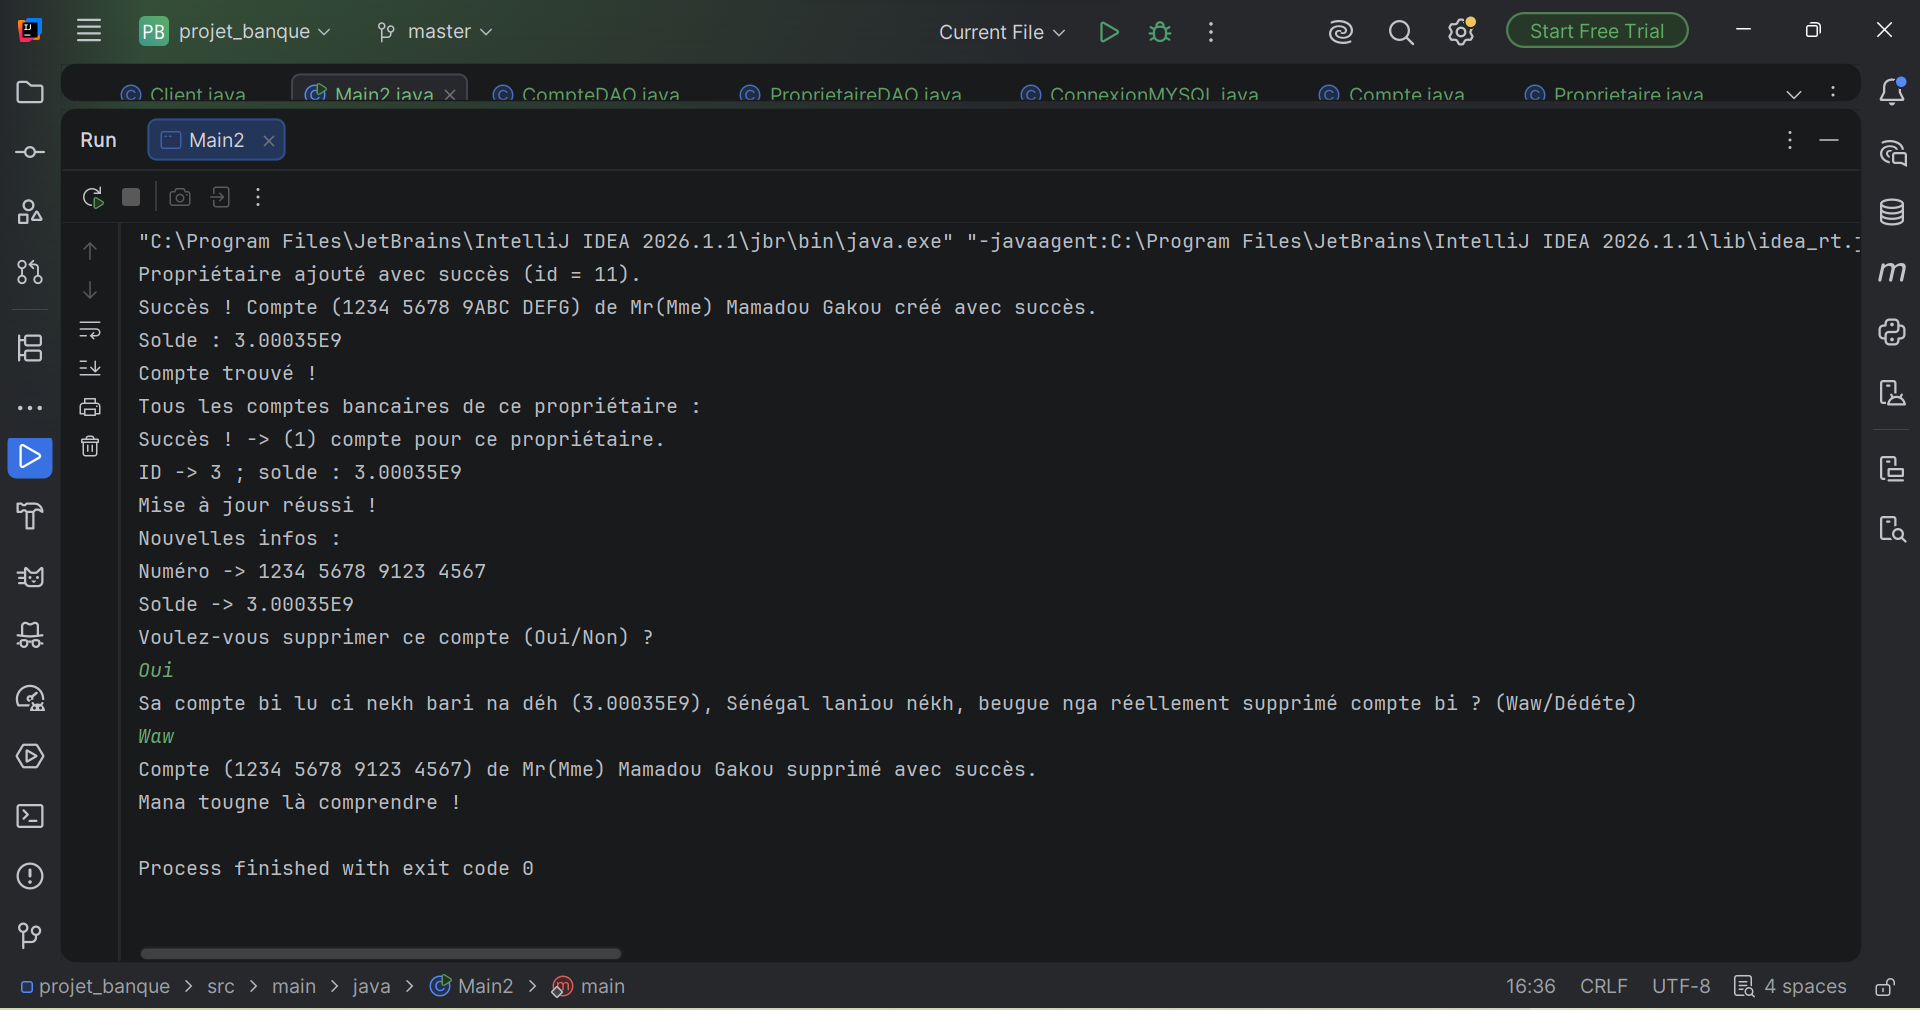 PB projet_banque master Current File Start Free Trial
Client.java Main2.java CompteDAO.java ProprietaireDAO.java ConnexionMYSQL.java Compte.java Proprietaire.java
Run Main2
"C:\Program Files\JetBrains\IntelliJ IDEA 2026.1.1\jbr\bin\java.exe" "-javaagent:C:\Program Files\JetBrains\IntelliJ IDEA 2026.1.1\lib\idea_rt.j
Propriétaire ajouté avec succès (id = 11).
Succès ! Compte (1234 5678 9ABC DEFG) de Mr(Mme) Mamadou Gakou créé avec succès.
Solde : 3.00035E9
Compte trouvé !
Tous les comptes bancaires de ce propriétaire :
Succès ! -> (1) compte pour ce propriétaire.
ID -> 3 ; solde : 3.00035E9
Mise à jour réussi !
Nouvelles infos :
Numéro -> 1234 5678 9123 4567
Solde -> 3.00035E9
Voulez-vous supprimer ce compte (Oui/Non) ?
Oui
Sa compte bi lu ci nekh bari na déh (3.00035E9), Sénégal laniou nékh, beugue nga réellement supprimé compte bi ? (Waw/Dédéte)
Waw
Compte (1234 5678 9123 4567) de Mr(Mme) Mamadou Gakou supprimé avec succès.
Mana tougne là comprendre !
Process finished with exit code 0
projet_banque > src > main > java > Main2 > main 16:36 CRLF UTF-8 4 spaces